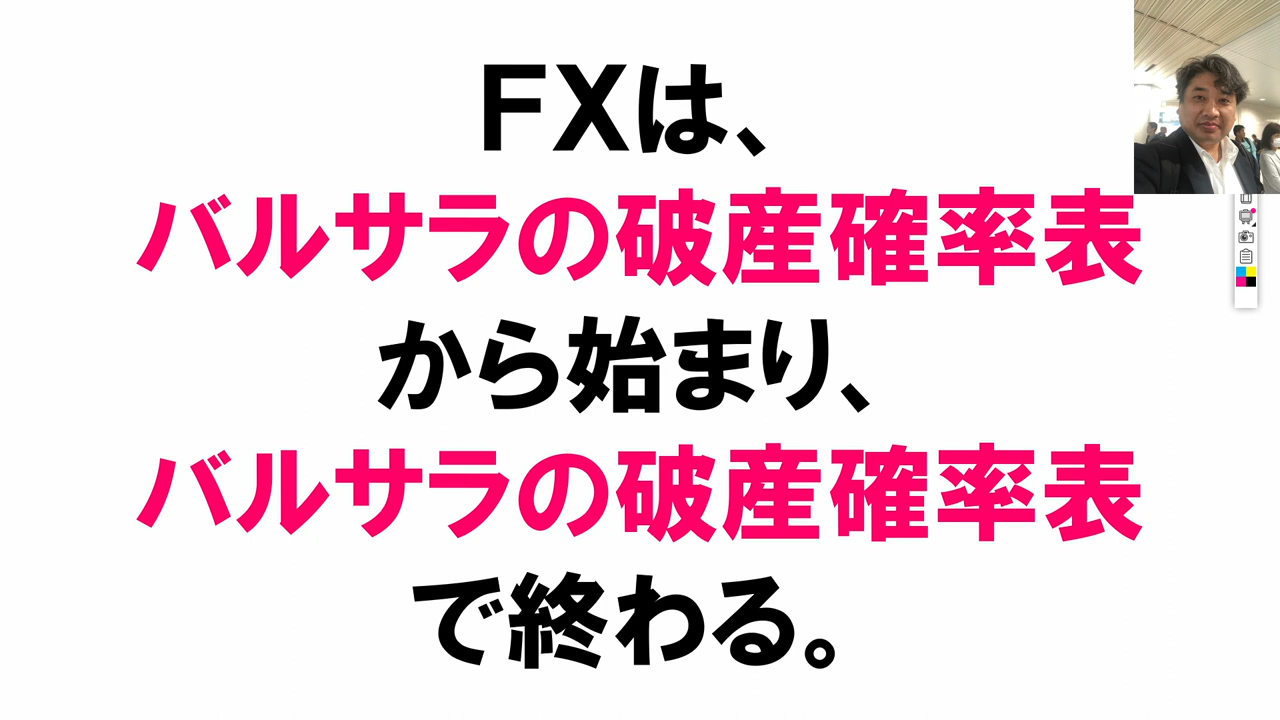 ＦＸは、
バルサラの破産確率表
から始まり、
バルサラの破産確率表
で終わる。